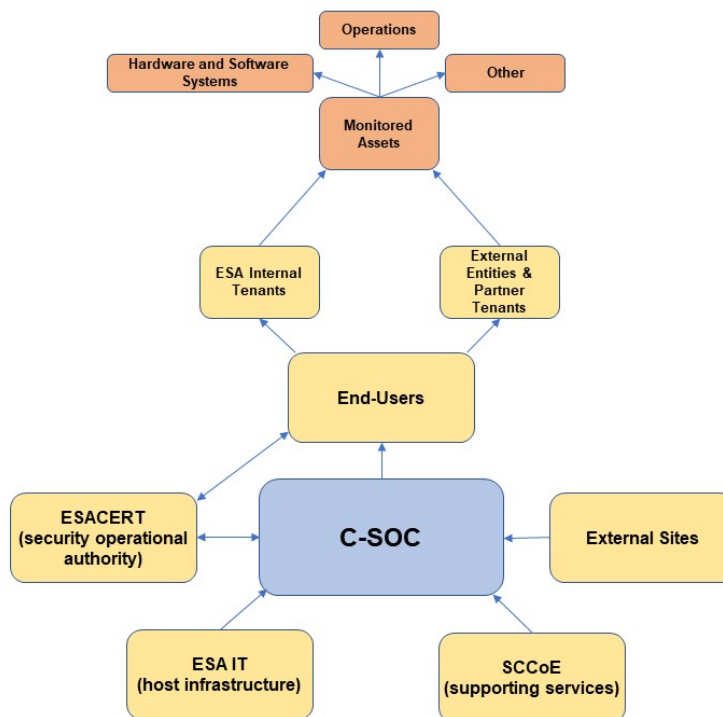 Operations
Hardware and Software
Systems
Other
Monitored
Assets
ESA Internal
Tenants
External
Entities &
Partner
Tenants
End-Users
ESACERT
(security operational
authority)
C-SOC
External Sites
ESA IT
(host infrastructure)
SCCoE
(supporting services)